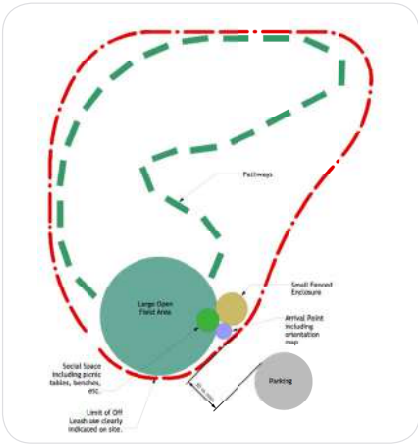 Pathways
Large Open
Field Area
Small Fenced
Enclosure
Arrival Point
including
orientation
map
Social Space
including picnic
tables, benches,
etc.
Parking
Limit of Off
Leash use clearly
indicated on site.